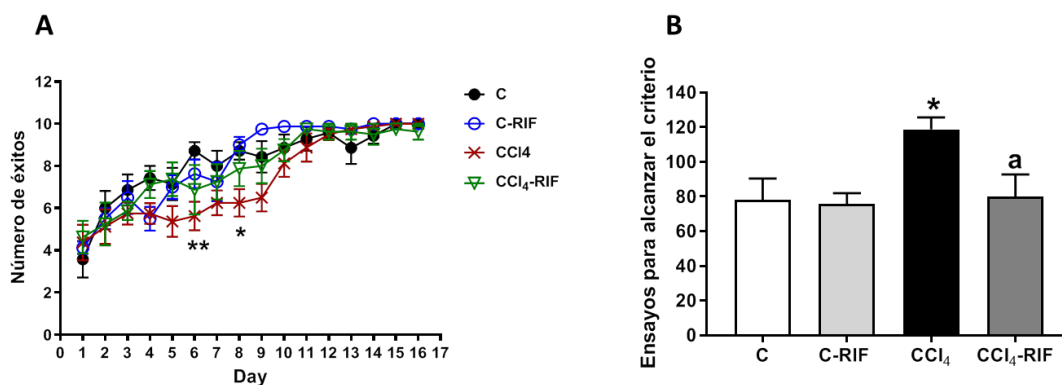 A
Número de éxitos
12
10
8
6
4
2
0
** *
0 1 2 3 4 5 6 7 8 9 10 11 12 13 14 15 16 17
Day
C
C-RIF
CCl4
CCl₄-RIF
B
Ensayos para alcanzar el criterio
140
120
100
80
60
40
20
0
*
a
C C-RIF CCl₄ CCl₄-RIF